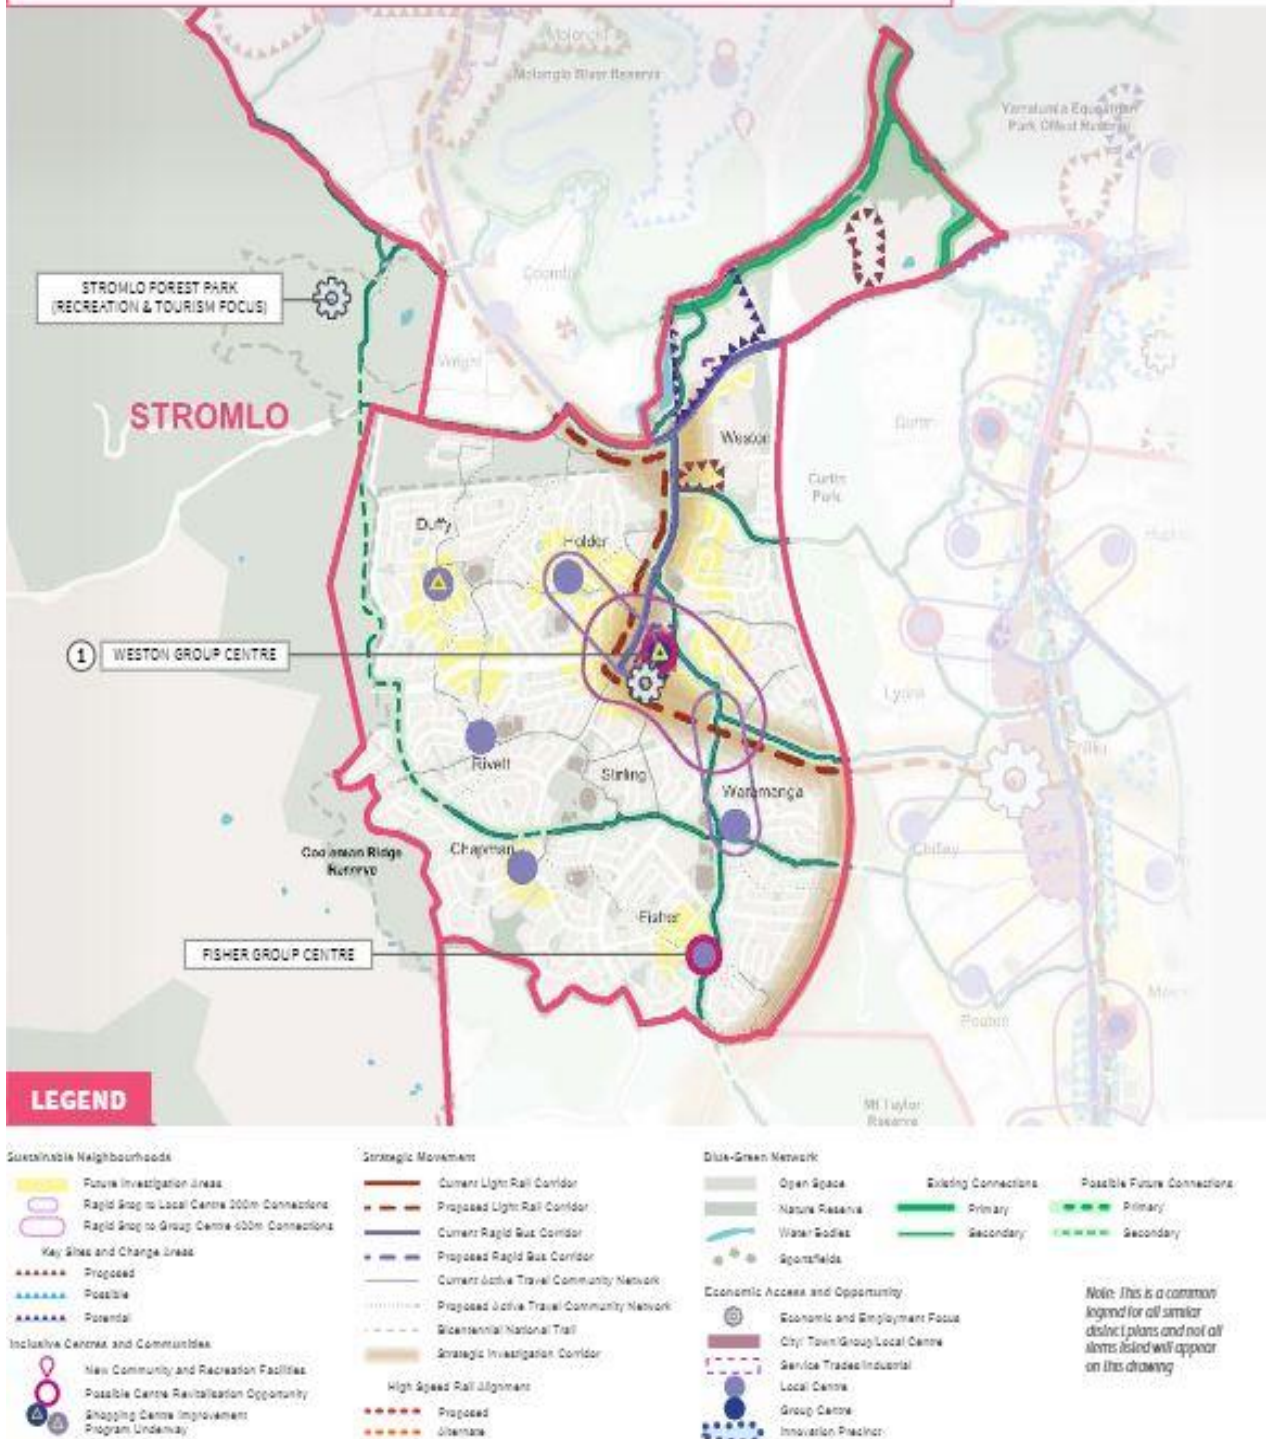 Molonglo River Reserve
STROMLO FOREST PARK
(RECREATION & TOURISM FOCUS)
STROMLO
Weston
Curtin
Curtin
Park
Duffy
Holder
1
WESTON GROUP CENTRE
Lyons
Rivett
Stirling
Waramanga
Chifley
Chapman
Cooleman Ridge
Reserve
Fisher
FISHER GROUP CENTRE
Mt Taylor
Reserve
LEGEND
Sustainable Neighbourhoods
Future Investigation Areas
Rapid Stop to Local Centre 200m Connections
Rapid Stop to Group Centre 400m Connections
Key Sites and Change Areas
Proposed
Possible
Potential
Inclusive Centres and Communities
New Community and Recreation Facilities
Possible Centre Revitalisation Opportunity
Shopping Centre Improvement
Program Underway
Strategic Movement
Current Light Rail Corridor
Proposed Light Rail Corridor
Current Rapid Bus Corridor
Proposed Rapid Bus Corridor
Current Active Travel Community Network
Proposed Active Travel Community Network
Bicentennial National Trail
Strategic Investigation Corridor
High Speed Rail Alignment
Proposed
Alternate
Blue-Green Network
Open Space
Nature Reserve
Water Bodies
Sportsfields
Existing Connections
Primary
Secondary
Possible Future Connections
Primary
Secondary
Economic Access and Opportunity
Economic and Employment Focus
City/ Town/Group/Local Centre
Service Trades/Industrial
Local Centre
Group Centre
Innovation Precinct
Note: This is a common
legend for all similar
district plans and not all
items listed will appear
on this drawing